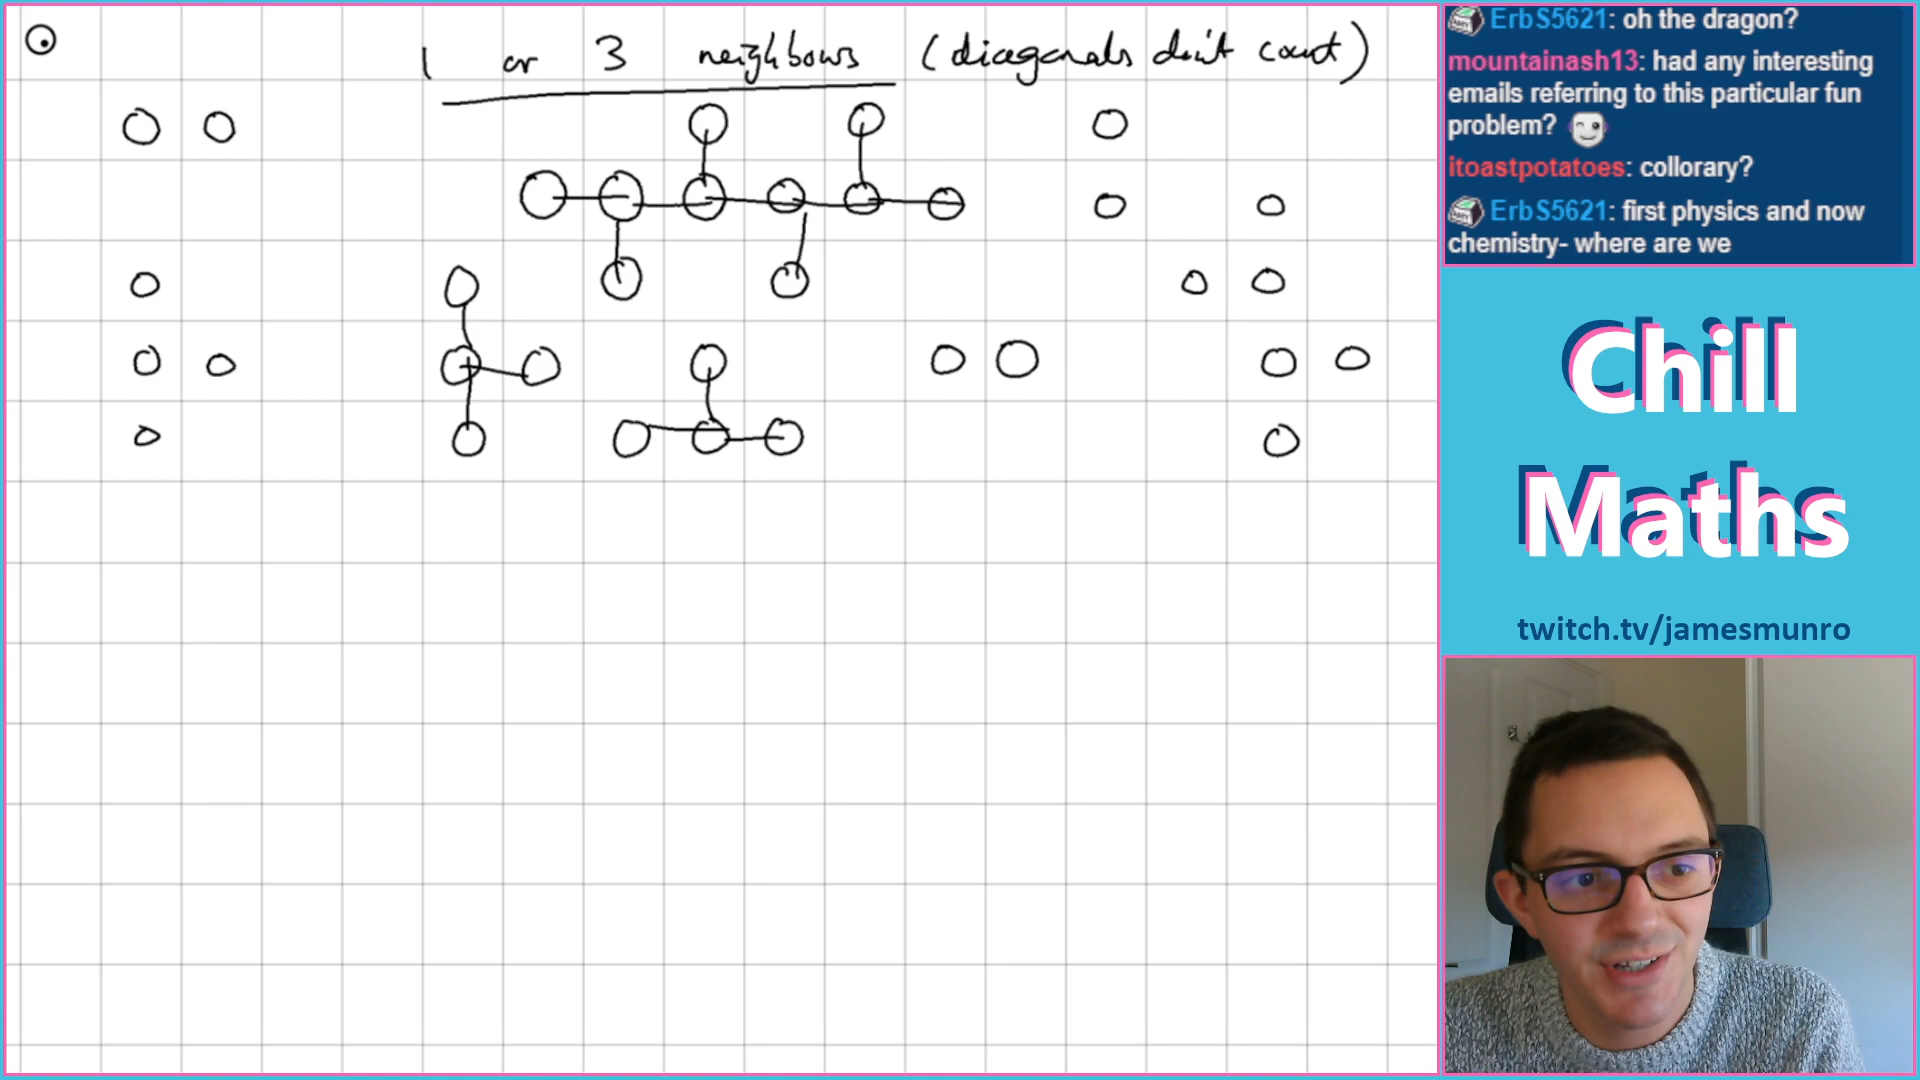 1 or 3 neighbours (diagonals don't count)
ErbS5621: oh the dragon?
mountainash13: had any interesting
emails referring to this particular fun
problem?
itoastpotatoes: collorary?
ErbS5621: first physics and now
chemistry- where are we
Chill
Maths
twitch.tv/jamesmunro